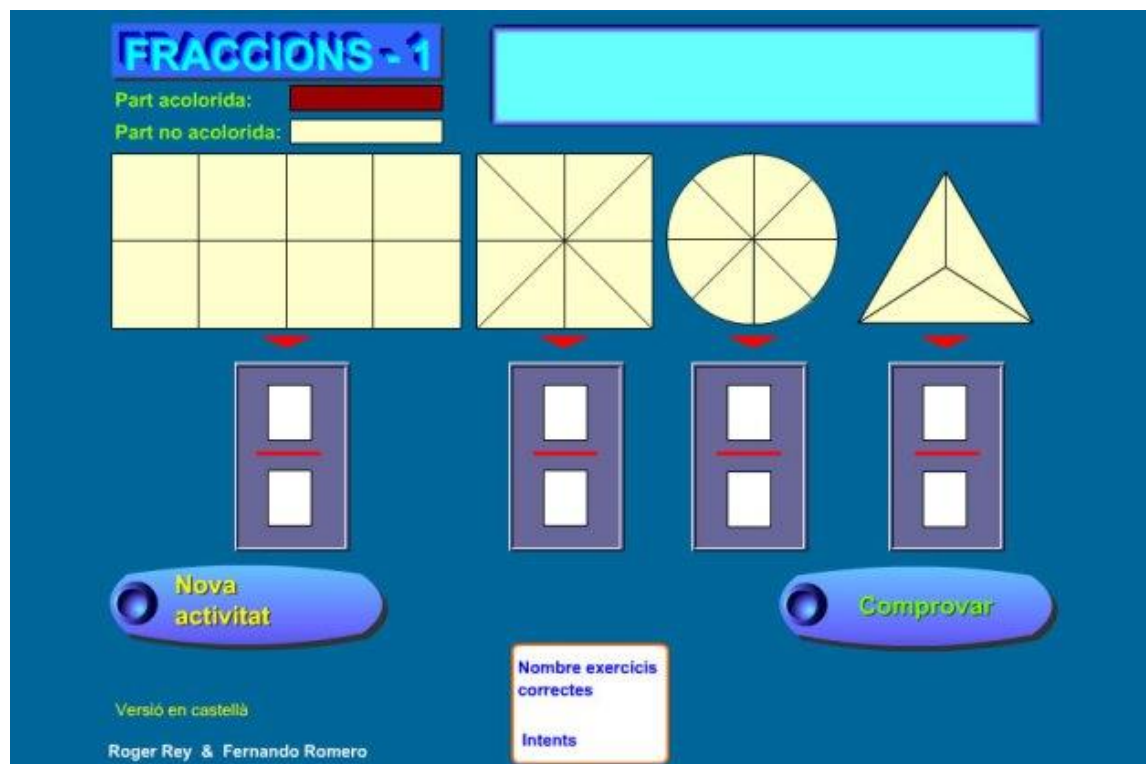 FRACCIONS - 1
Part acolorida:
Part no acolorida:
Nova
activitat
Comprovar
Nombre exercicis
correctes
Intents
Versió en castellà
Roger Rey & Fernando Romero